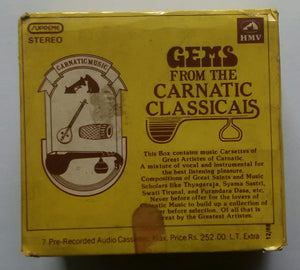 SUPREME
STEREO
HMV
CARNATIC MUSIC
GEMS
FROM THE
CARNATIC
CLASSICALS
This Box contains music Carsettes of
Great Artistes of Carnatic.
A mixture of vocal and instrumental for
the best listening pleasure.
Compositions of Great Saints and Music
Scholars like Thyagaraja, Syama Sastri,
Swati Tirunal, and Purandara Dasa, etc.
Never before offer for the lovers of
Carnatic Music to build up a collection of
never before selection. Of all that is
great by the Greatest Artistes.
7 Pre-Recorded Audio Cassettes, Max. Price Rs. 252.00. L.T. Extra